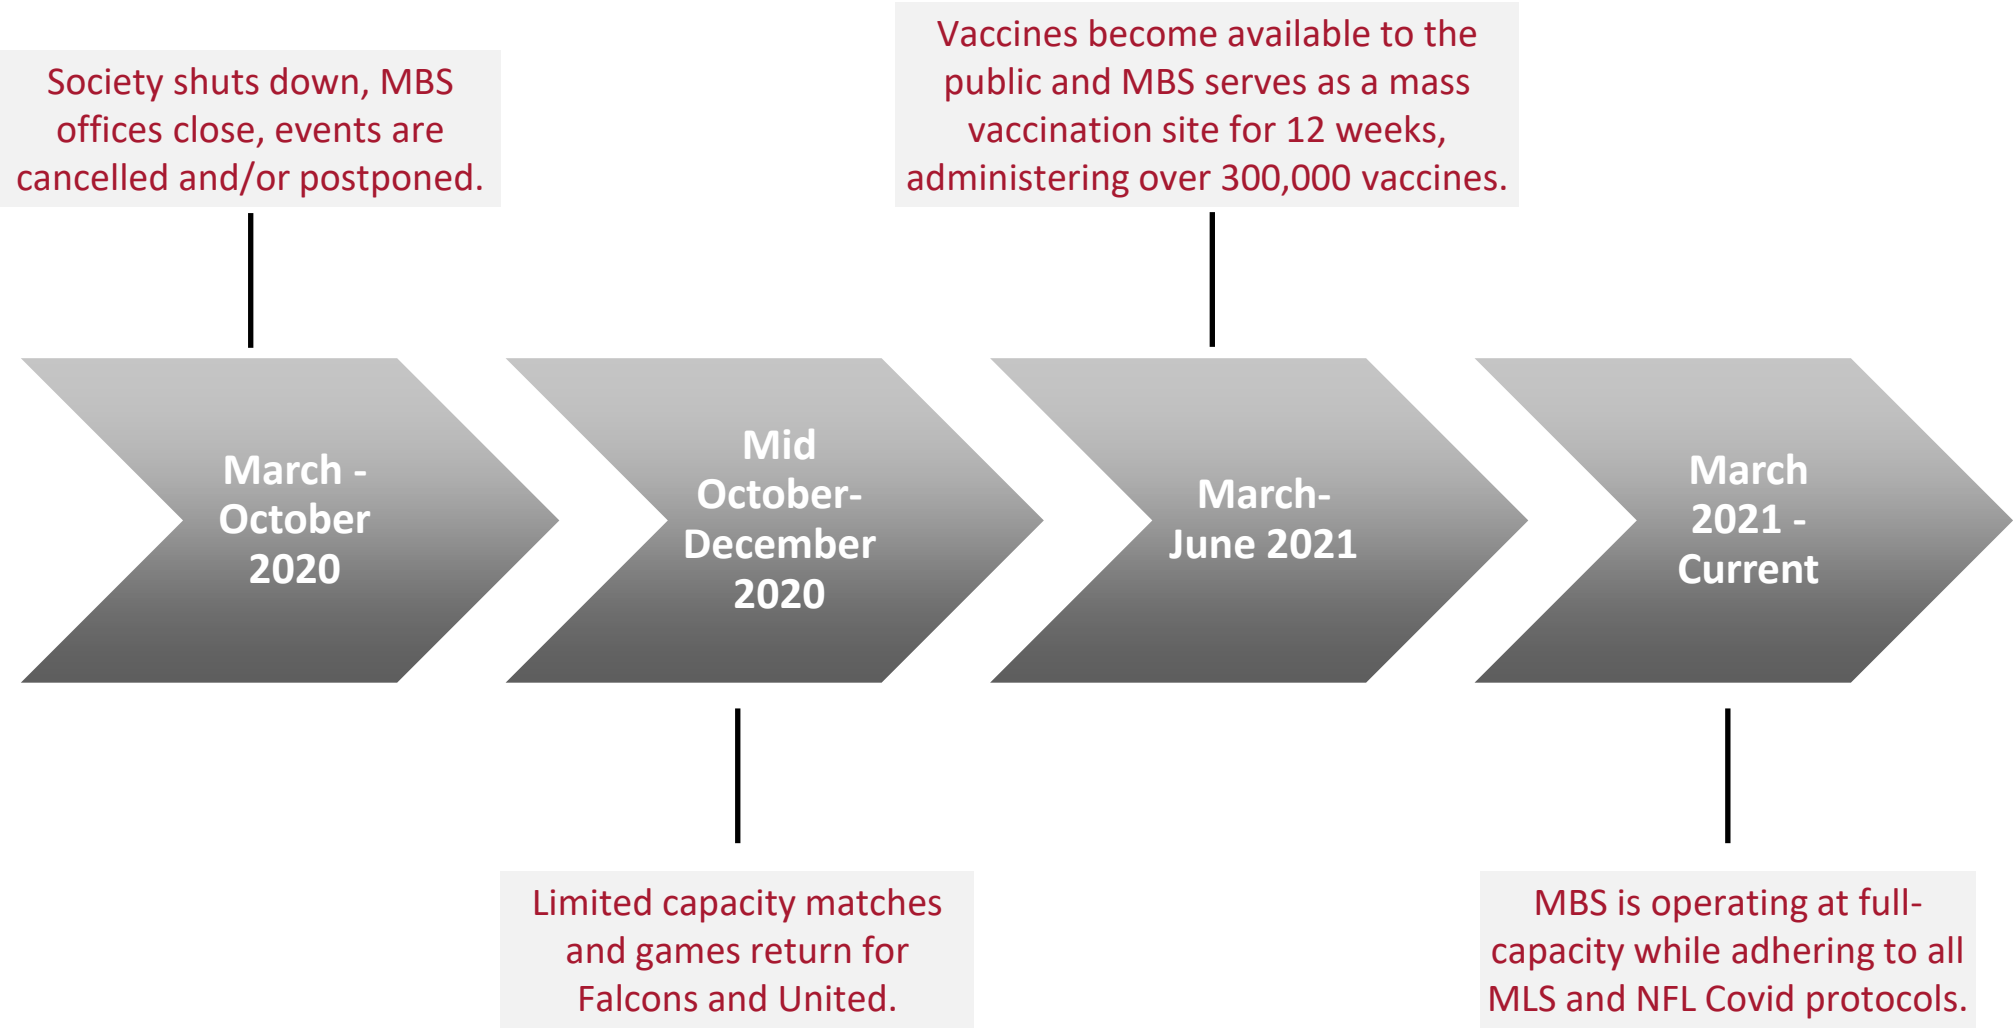 Society shuts down, MBS
offices close, events are
cancelled and/or postponed.
Vaccines become available to the
public and MBS serves as a mass
vaccination site for 12 weeks,
administering over 300,000 vaccines.
March -
October
2020
Mid
October-
December
2020
March-
June 2021
March
2021 -
Current
Limited capacity matches
and games return for
Falcons and United.
MBS is operating at full-
capacity while adhering to all
MLS and NFL Covid protocols.